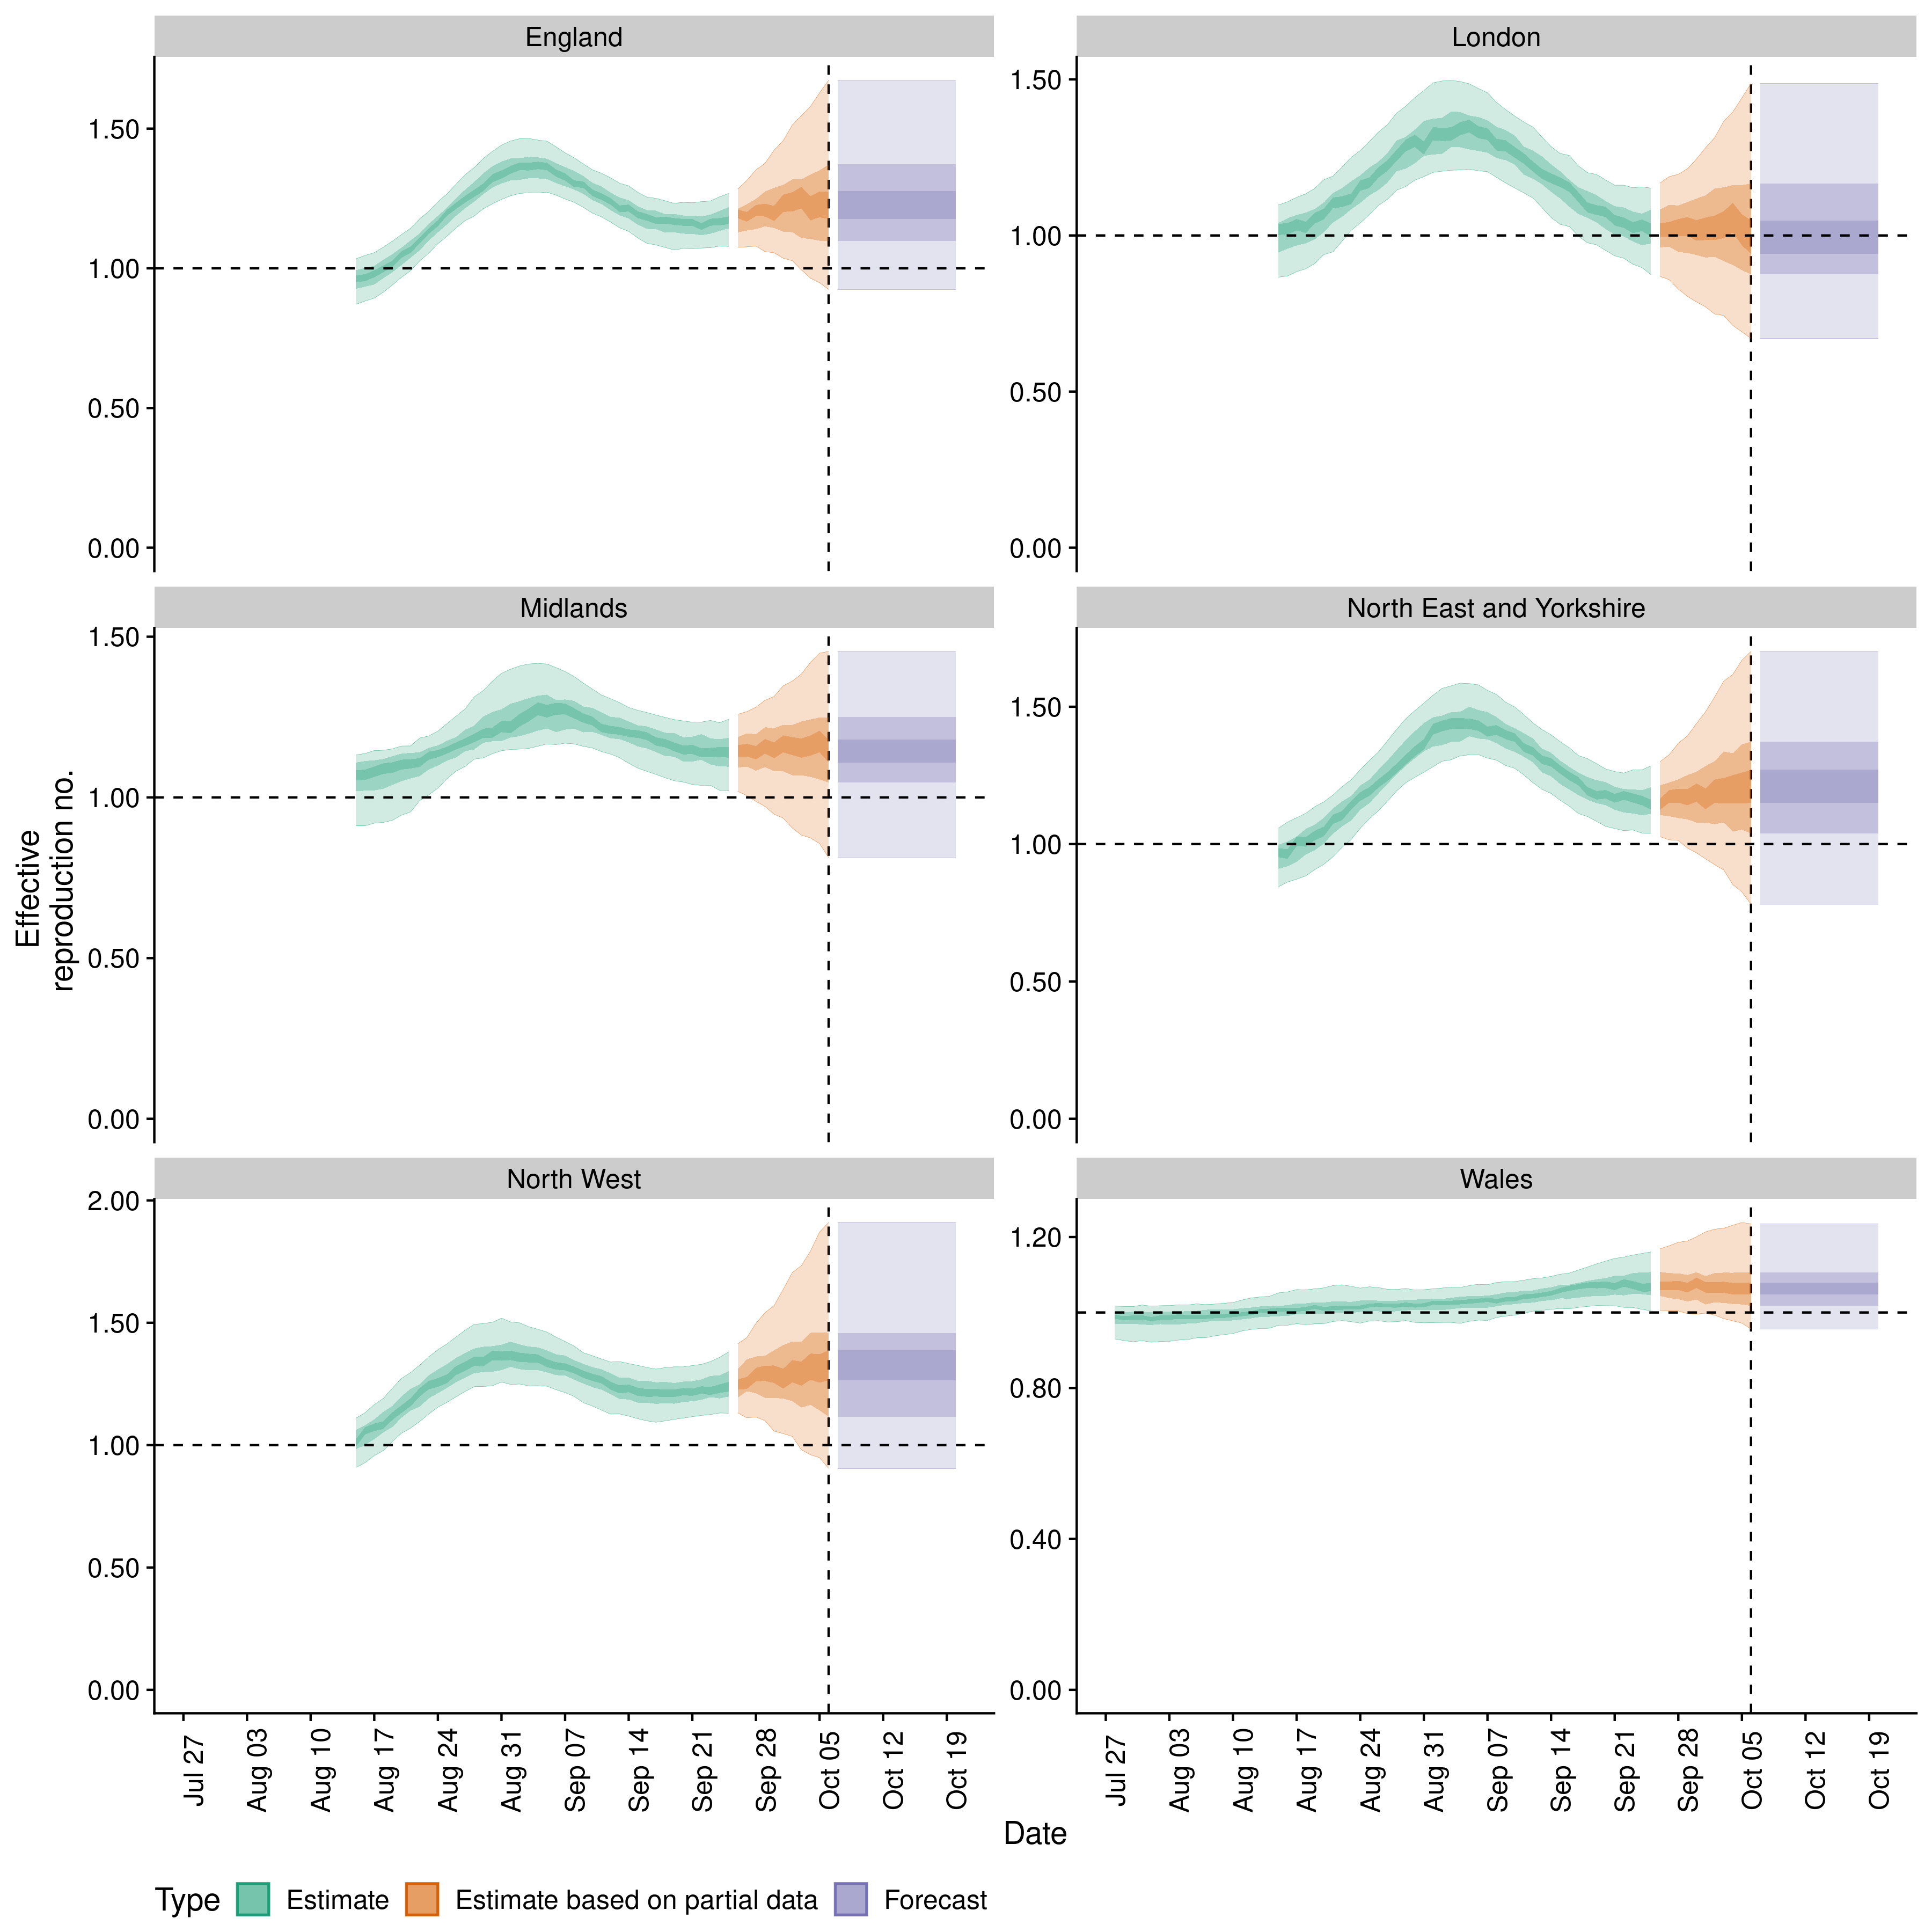 England
London
1.50
1.00
0.50
0.00
1.50
1.00
0.50
0.00
Midlands
North East and Yorkshire
1.50
1.00
0.50
0.00
1.50
1.00
0.50
0.00
Effective
reproduction no.
North West
Wales
2.00
1.50
1.00
0.50
0.00
1.20
0.80
0.40
0.00
Jul 27
Aug 03
Aug 10
Aug 17
Aug 24
Aug 31
Sep 07
Sep 14
Sep 21
Sep 28
Oct 05
Oct 12
Oct 19
Jul 27
Aug 03
Aug 10
Aug 17
Aug 24
Aug 31
Sep 07
Sep 14
Sep 21
Sep 28
Oct 05
Oct 12
Oct 19
Date
Type Estimate Estimate based on partial data Forecast